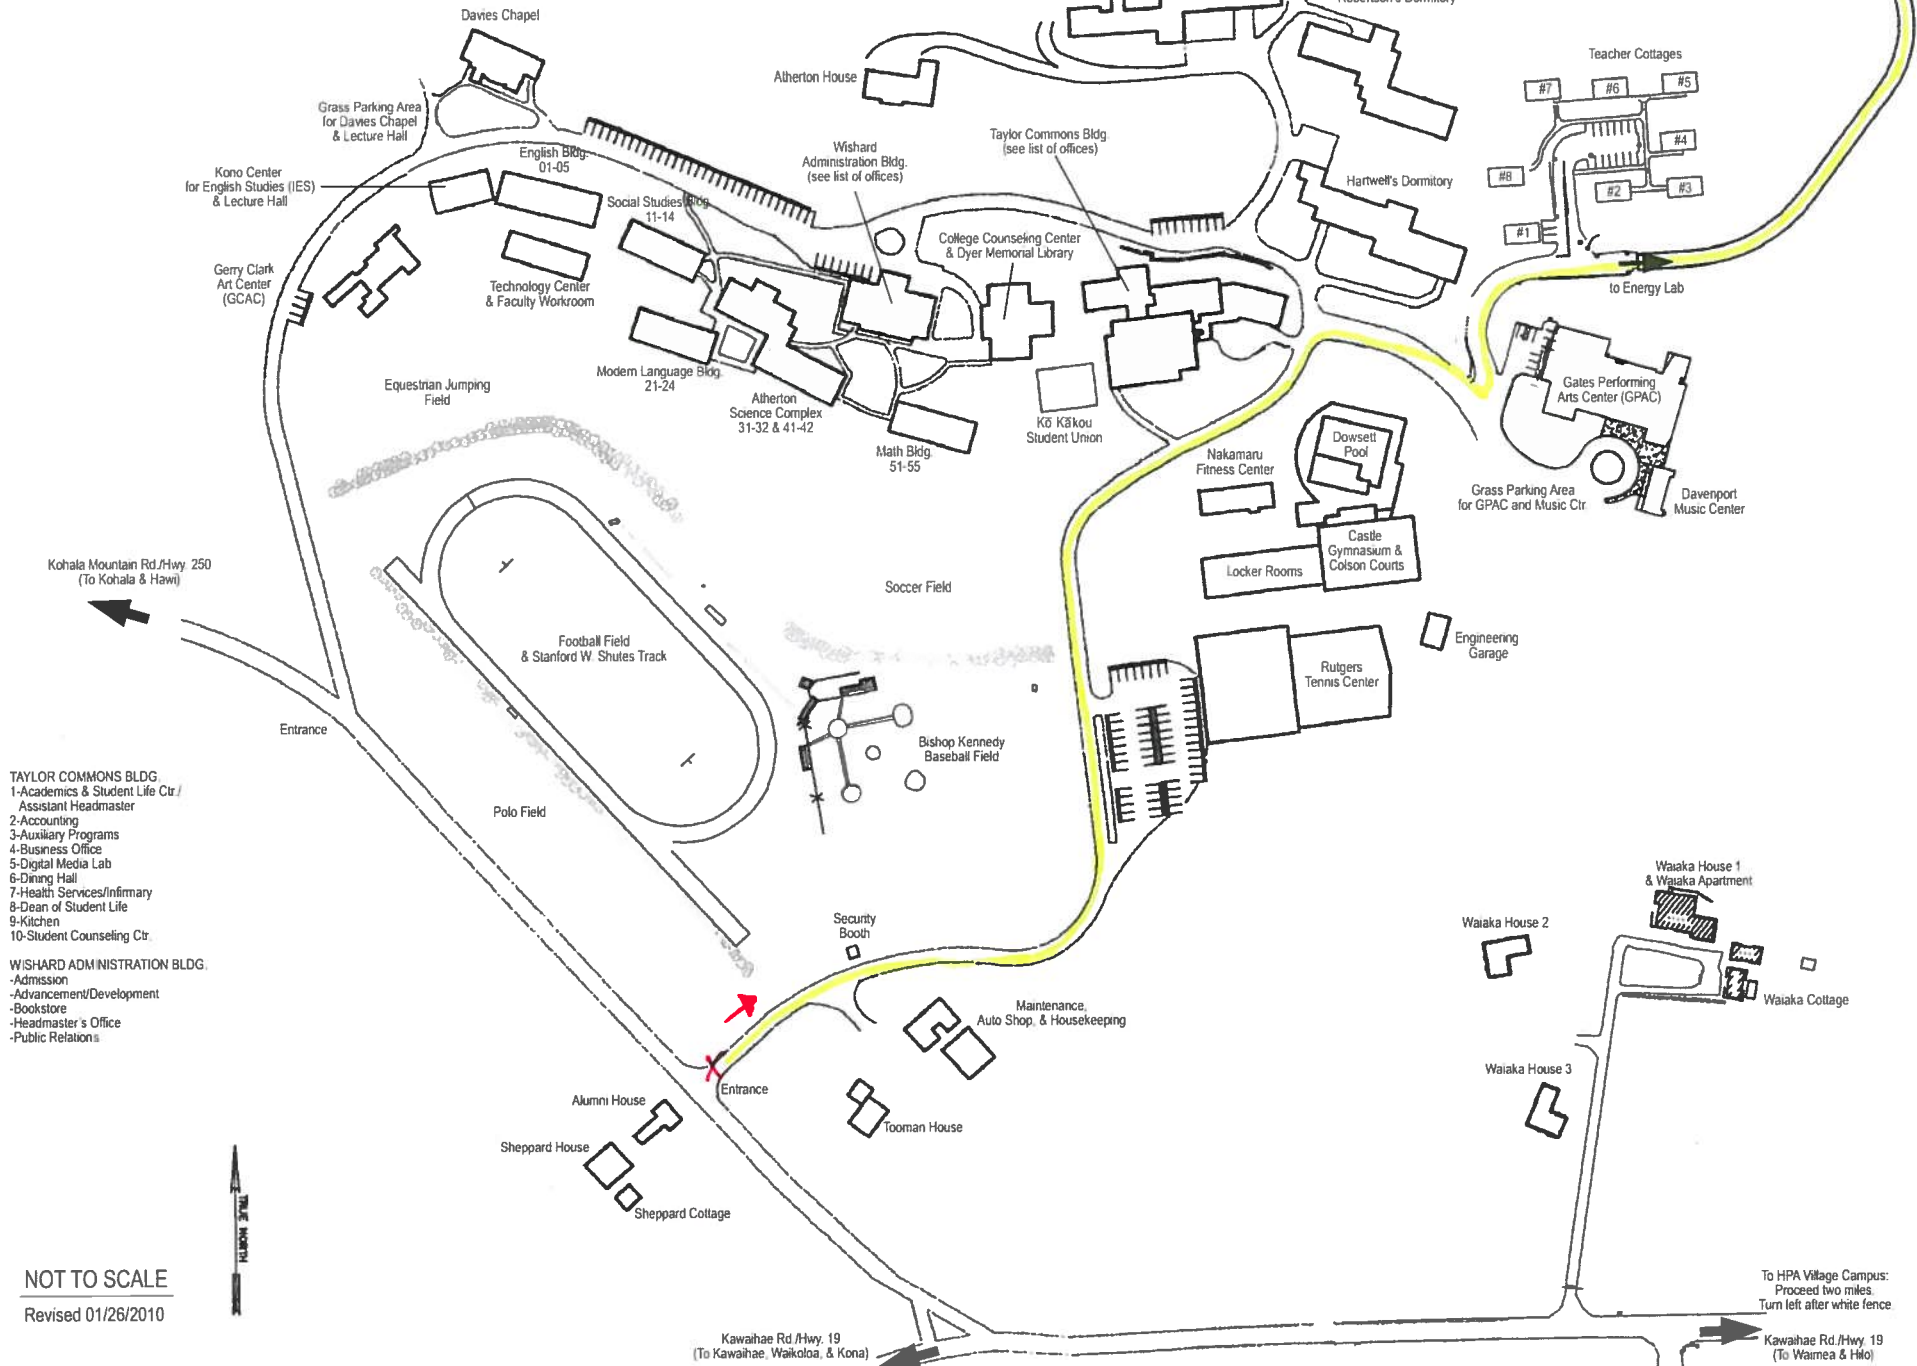 Davies Chapel
Robertson's Dormitory
Teacher Cottages
#7
#6
#5
#4
#8
#2
#3
#1
Atherton House
Grass Parking Area
for Davies Chapel
& Lecture Hall
English Bldg.
01-05
Wishard
Administration Bldg.
(see list of offices)
Taylor Commons Bldg.
(see list of offices)
Kono Center
for English Studies (IES)
& Lecture Hall
Hartwell's Dormitory
Social Studies Bldg.
11-14
College Counseling Center
& Dyer Memorial Library
Gerry Clark
Art Center
(GCAC)
Technology Center
& Faculty Workroom
to Energy Lab
Modern Language Bldg.
21-24
Equestrian Jumping
Field
Atherton
Science Complex
31-32 & 41-42
Math Bldg.
51-55
Kō Kākou
Student Union
Gates Performing
Arts Center (GPAC)
Dowsett
Pool
Nakamaru
Fitness Center
Grass Parking Area
for GPAC and Music Ctr
Davenport
Music Center
Castle
Gymnasium &
Colson Courts
Locker Rooms
Kohala Mountain Rd./Hwy. 250
(To Kohala & Hawi)
Soccer Field
Football Field
& Stanford W. Shutes Track
Engineering
Garage
Rutgers
Tennis Center
Entrance
Bishop Kennedy
Baseball Field
Polo Field
TAYLOR COMMONS BLDG.
1-Academics & Student Life Ctr./
Assistant Headmaster
2-Accounting
3-Auxiliary Programs
4-Business Office
5-Digital Media Lab
6-Dining Hall
7-Health Services/Infirmary
8-Dean of Student Life
9-Kitchen
10-Student Counseling Ctr.
WISHARD ADMINISTRATION BLDG.
-Admission
-Advancement/Development
-Bookstore
-Headmaster's Office
-Public Relations
Security
Booth
Waiaka House 1
& Waiaka Apartment
Waiaka House 2
Waiaka Cottage
Maintenance,
Auto Shop, & Housekeeping
Waiaka House 3
X
Entrance
Alumni House
Tooman House
Sheppard House
Sheppard Cottage
TRUE NORTH
NOT TO SCALE
Revised 01/26/2010
To HPA Village Campus:
Proceed two miles.
Turn left after white fence
Kawaihae Rd./Hwy. 19
(To Kawaihae, Waikoloa, & Kona)
Kawaihae Rd./Hwy. 19
(To Waimea & Hilo)